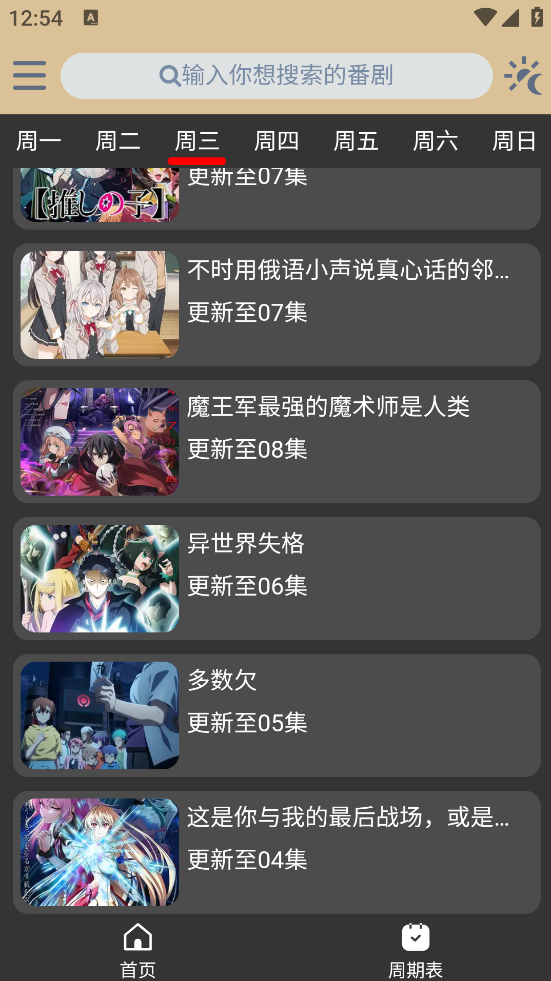 12:54
A
输入你想搜索的番剧
周一 周二 周三 周四 周五 周六 周日
【推しの子】
更新至07集
不时用俄语小声说真心话的邻...
更新至07集
魔王军最强的魔术师是人类
更新至08集
异世界失格
更新至06集
多数欠
更新至05集
这是你与我的最后战场，或是...
更新至04集
首页 周期表